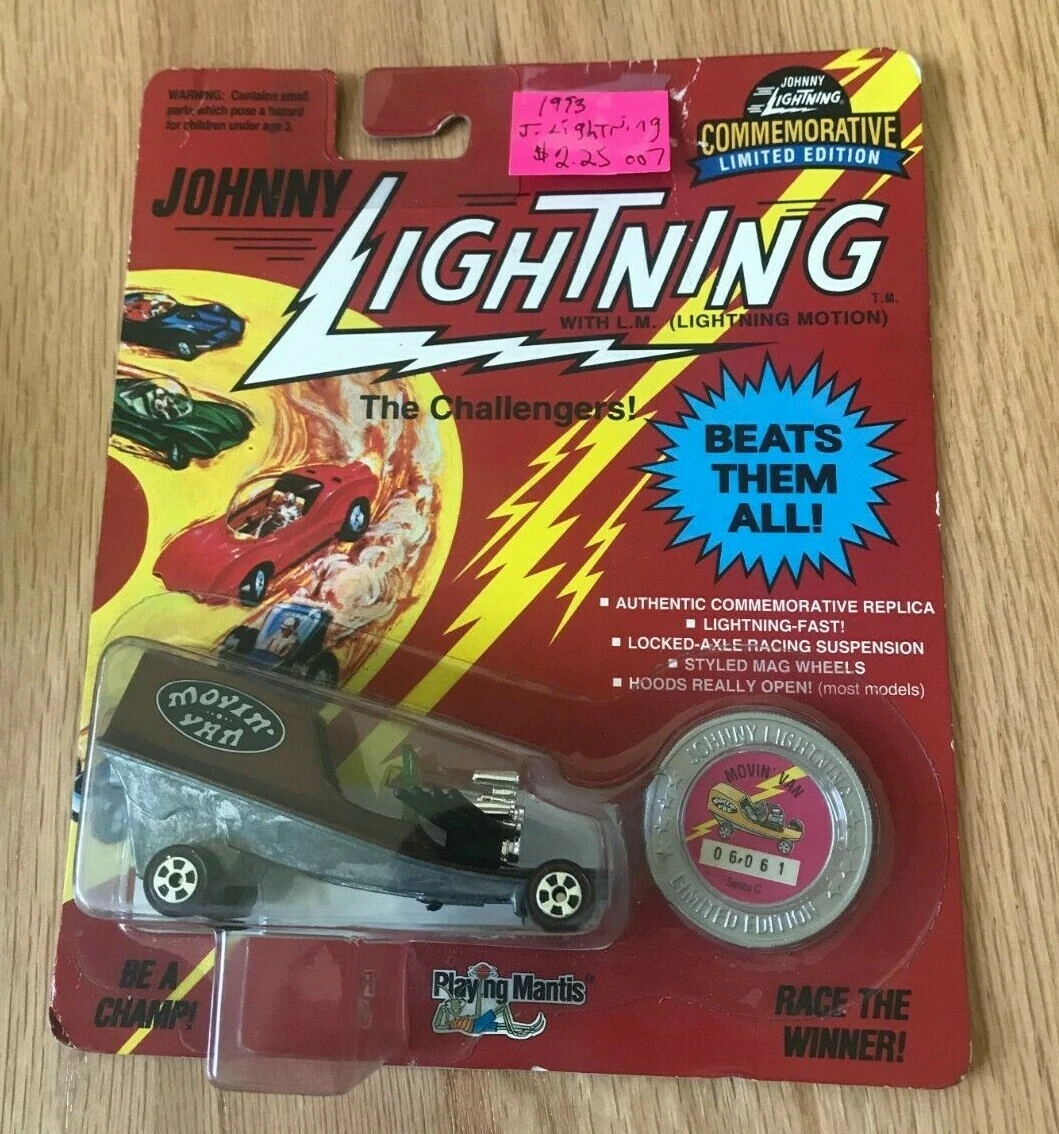 WARNING: Contains small
parts which pose a hazard
for children under age 3.
1993
J. LighTNiNg
$2.25 007
JOHNNY
LIGHTNING
COMMEMORATIVE
LIMITED EDITION
JOHNNY
LIGHTNING
T.M.
WITH L.M. (LIGHTNING MOTION)
The Challengers!
BEATS
THEM
ALL!
AUTHENTIC COMMEMORATIVE REPLICA
LIGHTNING-FAST!
LOCKED-AXLE RACING SUSPENSION
STYLED MAG WHEELS
HOODS REALLY OPEN! (most models)
MOVIN'
VAN
JOHNNY LIGHTNING
MOVIN' VAN
06,061
Series C
LIMITED EDITION
BE A
CHAMP!
Playing Mantis
RACE THE
WINNER!